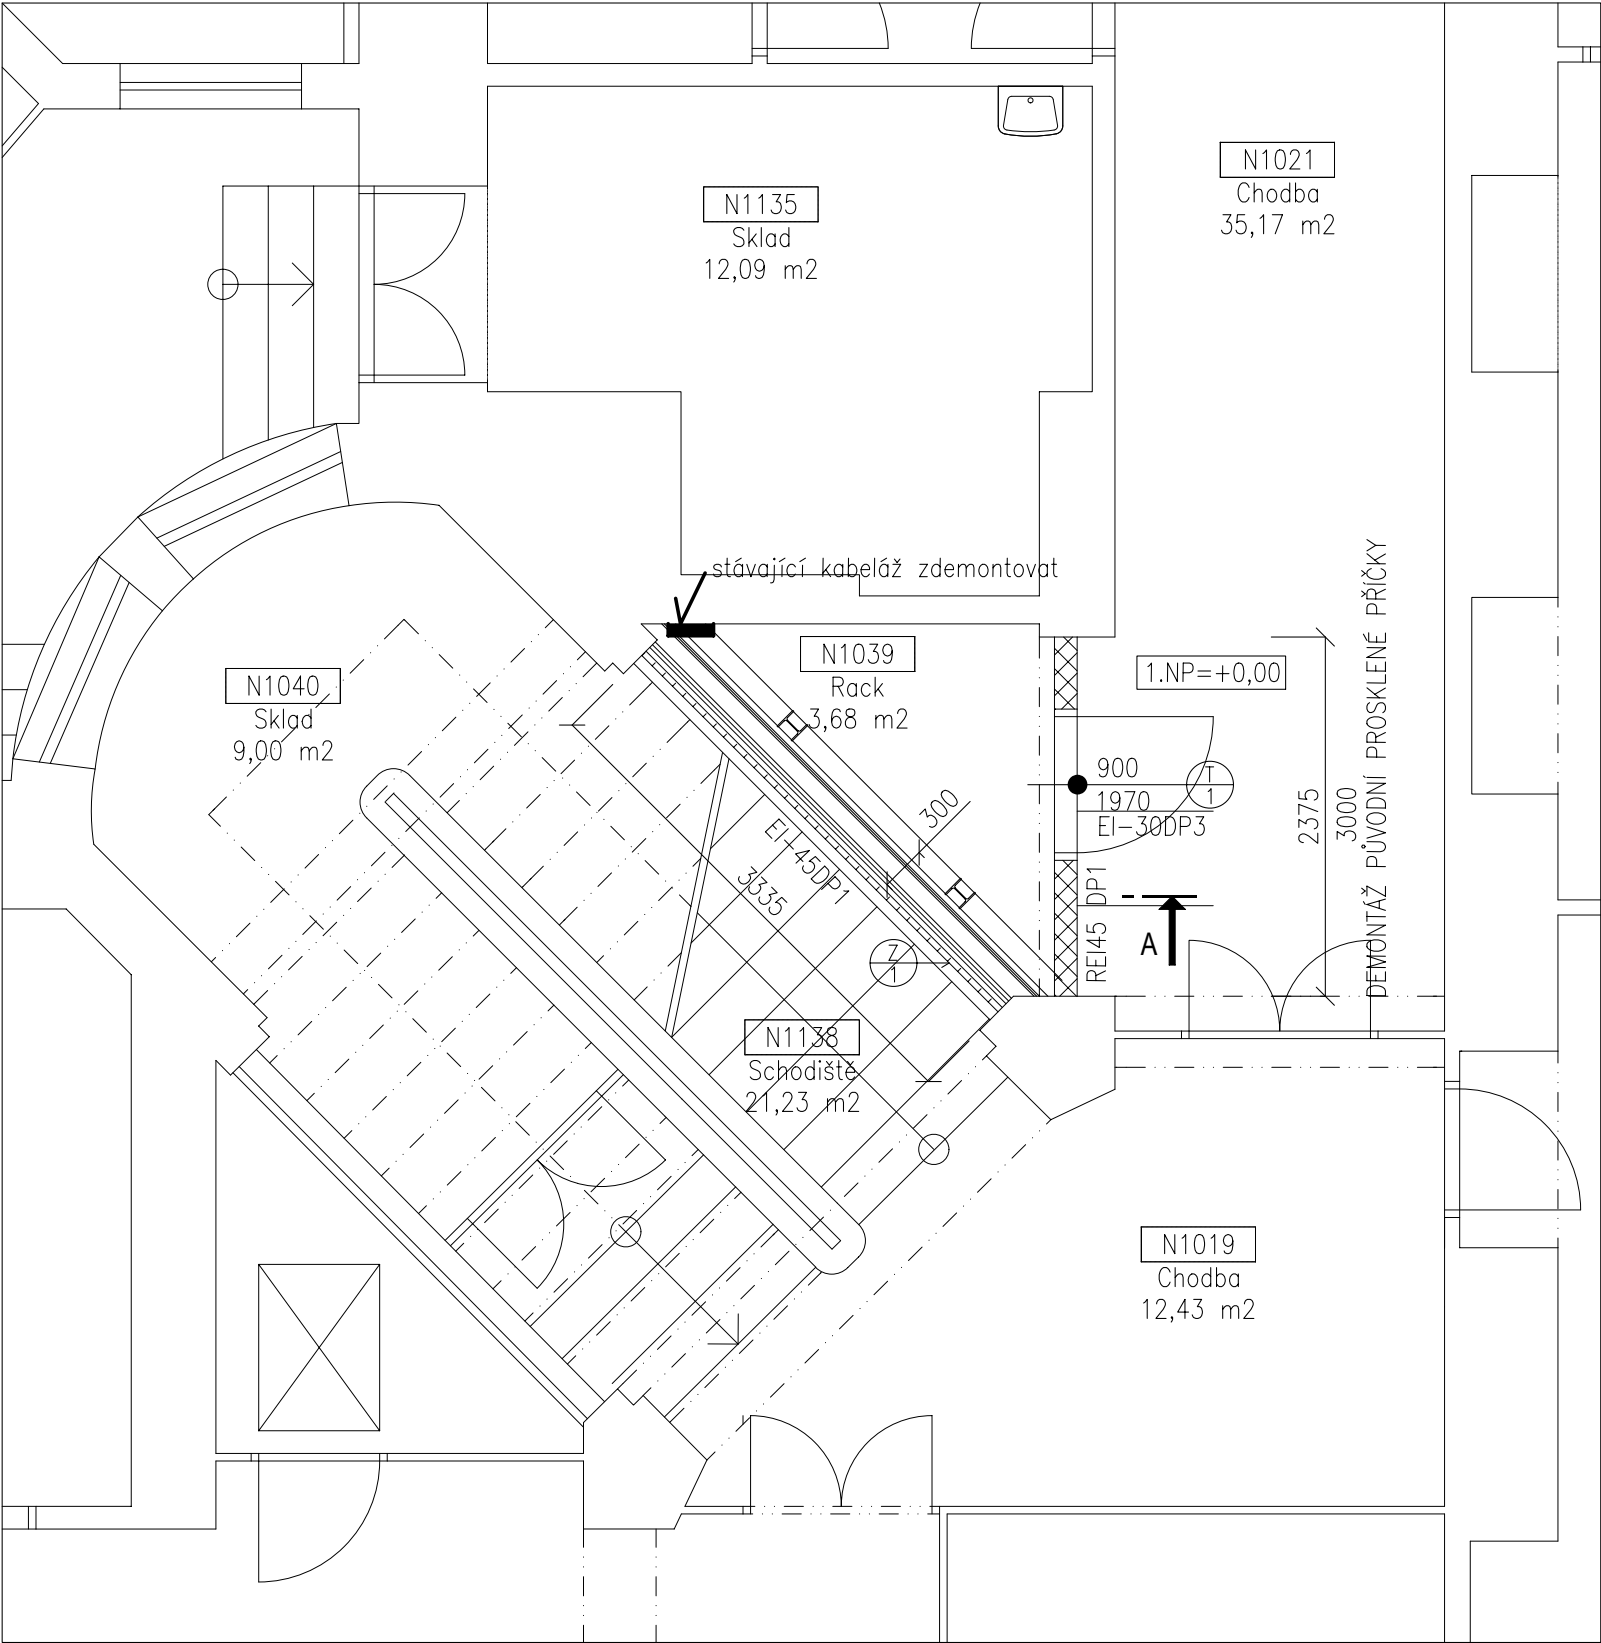 N1021
Chodba
35,17 m2
N1135
Sklad
12,09 m2
stávající kabeláž zdemontovat
N1039
Rack
3,68 m2
1.NP=+0,00
N1040
Sklad
9,00 m2
900
1970
EI-30DP3
T
1
2375
3000
DEMONTÁŽ PŮVODNÍ PROSKLENÉ PŘÍČKY
300
EI-45DP1
3335
REI45 DP1
A
Z
1
N1138
Schodiště
21,23 m2
N1019
Chodba
12,43 m2